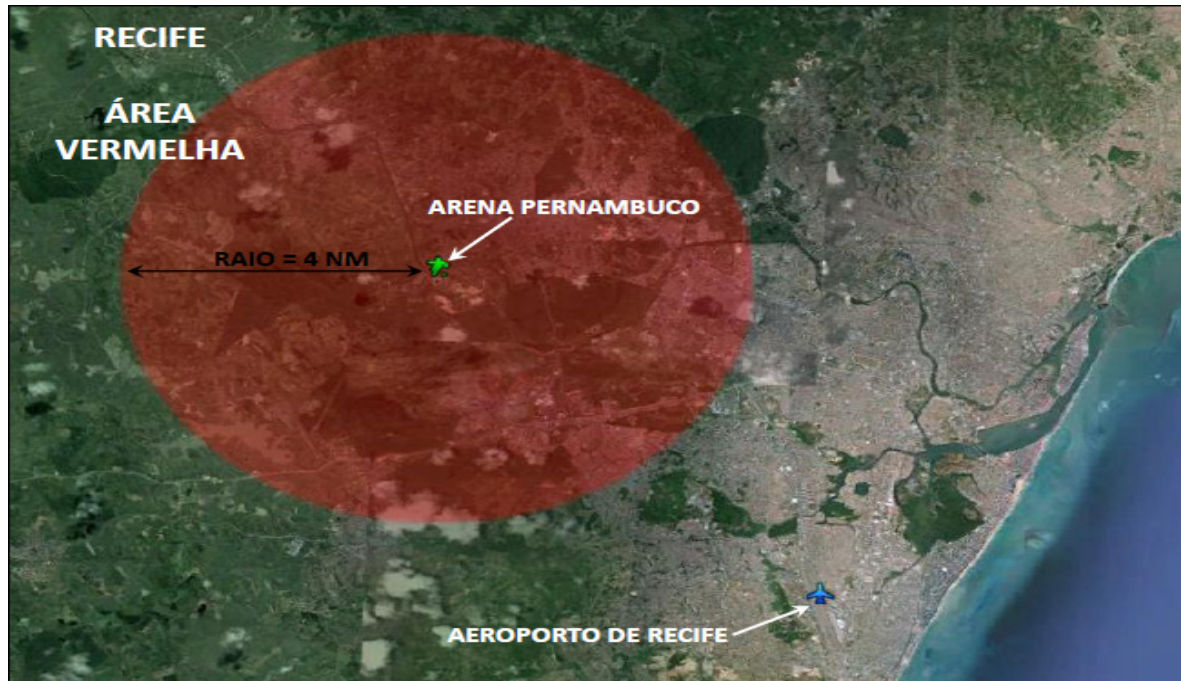 RECIFE
ÁREA
VERMELHA
ARENA PERNAMBUCO
RAIO = 4 NM
AEROPORTO DE RECIFE